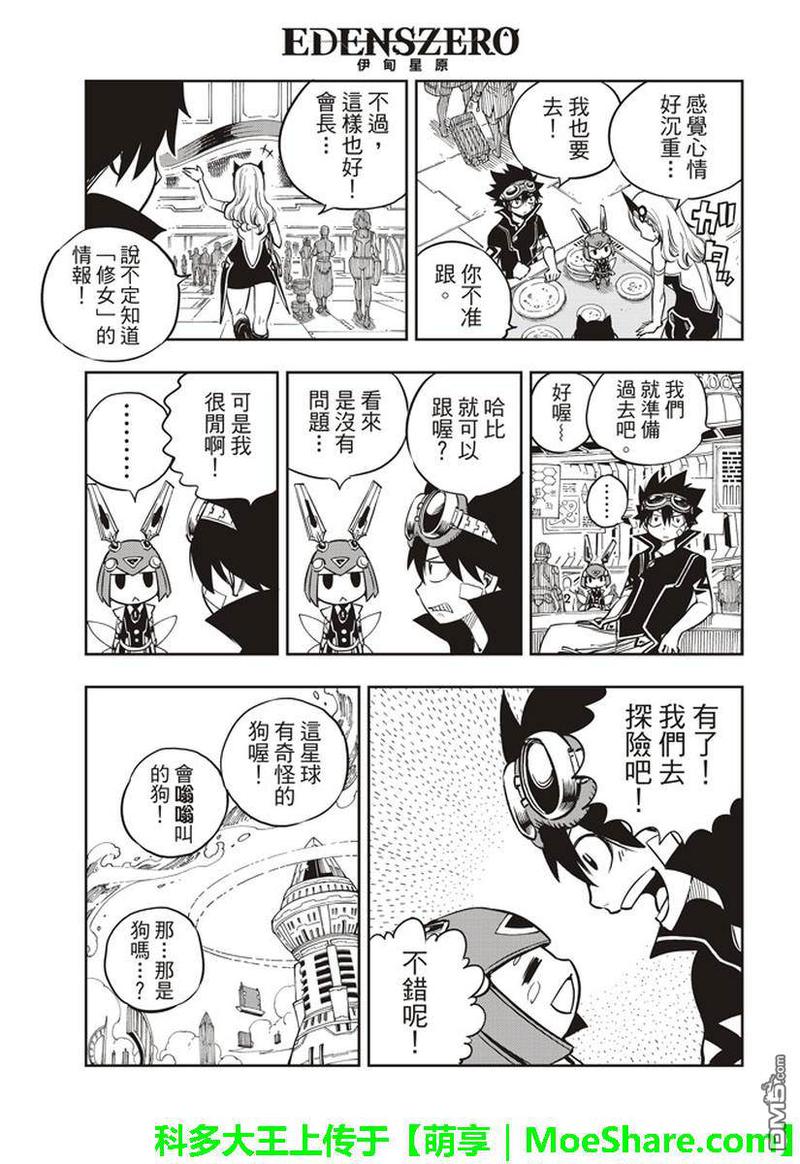 EDENSZERO
伊甸星原
感覺心情
好沉重…
我也要
去！
ガタ
你不准
跟。
不過，
這樣也好！
會長…
說不定知道
「修女」的
情報！
我們
就準備
過去吧。
好喔~
……
哈比
就可以
跟喔？
看來
是沒有
問題…
可是我
很閒啊！
………
有了！
我們去
探險吧！
不錯呢！
這星球
有奇怪的
狗喔！
會嗡嗡叫
的狗！
那…那是
狗嗎…？
DM5.com
科多大王上传于【萌享｜MoeShare.com】